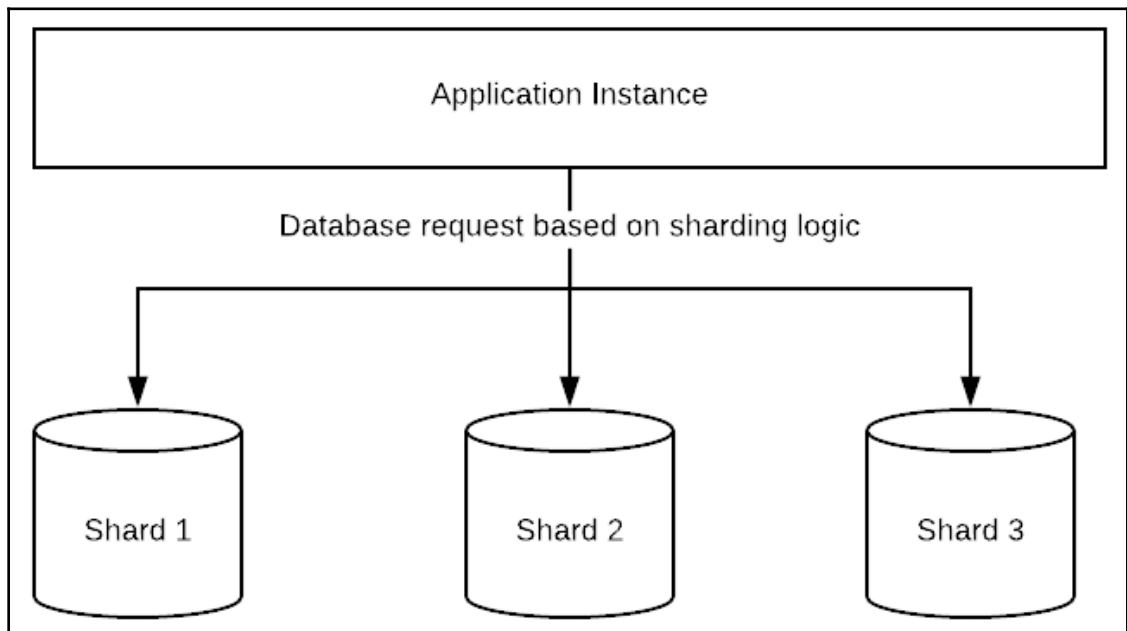 Application Instance
Database request based on sharding logic
Shard 1
Shard 2
Shard 3